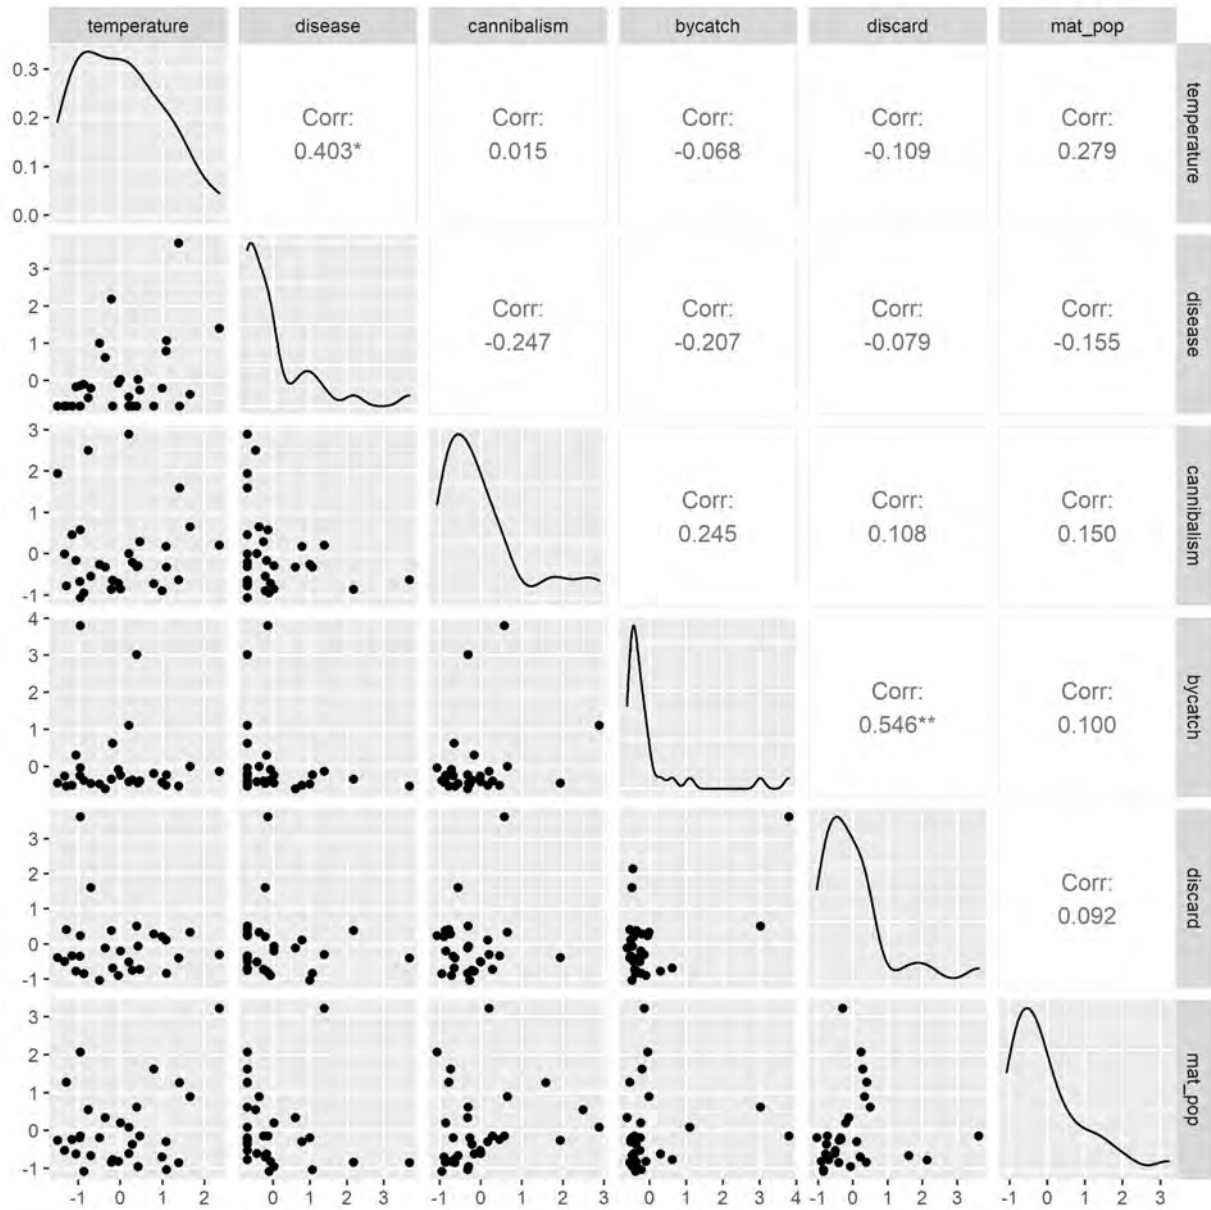 temperature disease cannibalism bycatch discard mat_pop
0.3
0.2
0.1
0.0
Corr:
0.403*
Corr:
0.015
Corr:
-0.068
Corr:
-0.109
Corr:
0.279
temperature
3
2
1
0
Corr:
-0.247
Corr:
-0.207
Corr:
-0.079
Corr:
-0.155
disease
3
2
1
0
-1
Corr:
0.245
Corr:
0.108
Corr:
0.150
cannibalism
4
3
2
1
0
Corr:
0.546**
Corr:
0.100
bycatch
3
2
1
0
-1
Corr:
0.092
discard
3
2
1
0
-1
mat_pop
-1 0 1 2
0 1 2 3
-1 0 1 2 3
0 1 2 3 4
-1 0 1 2 3
-1 0 1 2 3